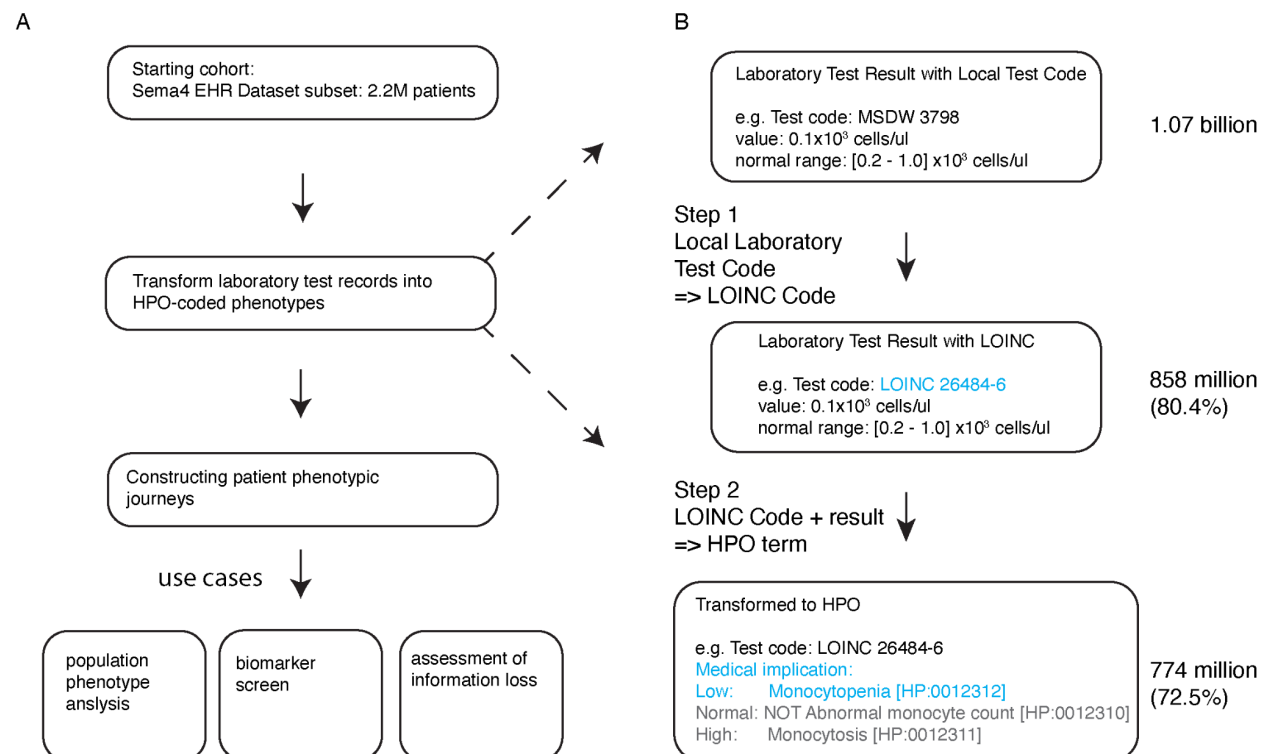 A
Starting cohort:
Sema4 EHR Dataset subset: 2.2M patients
Transform laboratory test records into
HPO-coded phenotypes
Constructing patient phenotypic
journeys
use cases
population
phenotype
anslysis
biomarker
screen
assessment of
information loss
B
Laboratory Test Result with Local Test Code
e.g. Test code: MSDW 3798
value: 0.1x10³ cells/ul
normal range: [0.2 - 1.0] x10³ cells/ul
1.07 billion
Step 1
Local Laboratory
Test Code
=> LOINC Code
Laboratory Test Result with LOINC
e.g. Test code: LOINC 26484-6
value: 0.1x10³ cells/ul
normal range: [0.2 - 1.0] x10³ cells/ul
858 million
(80.4%)
Step 2
LOINC Code + result
=> HPO term
Transformed to HPO
e.g. Test code: LOINC 26484-6
Medical implication:
Low: Monocytopenia [HP:0012312]
Normal: NOT Abnormal monocyte count [HP:0012310]
High: Monocytosis [HP:0012311]
774 million
(72.5%)